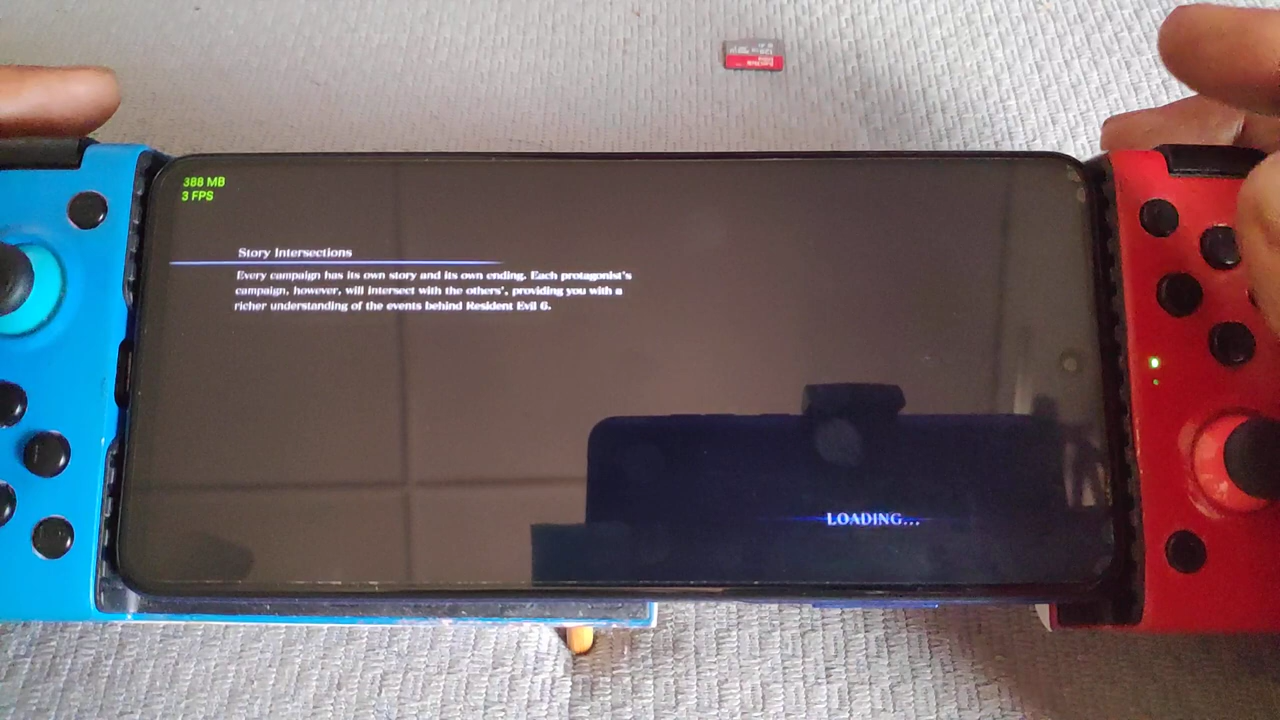 388 MB
3 FPS
Story Intersections
Every campaign has its own story and its own ending. Each protagonist's
campaign, however, will intersect with the others', providing you with a
richer understanding of the events behind Resident Evil 6.
LOADING...
SanDisk
Ultra